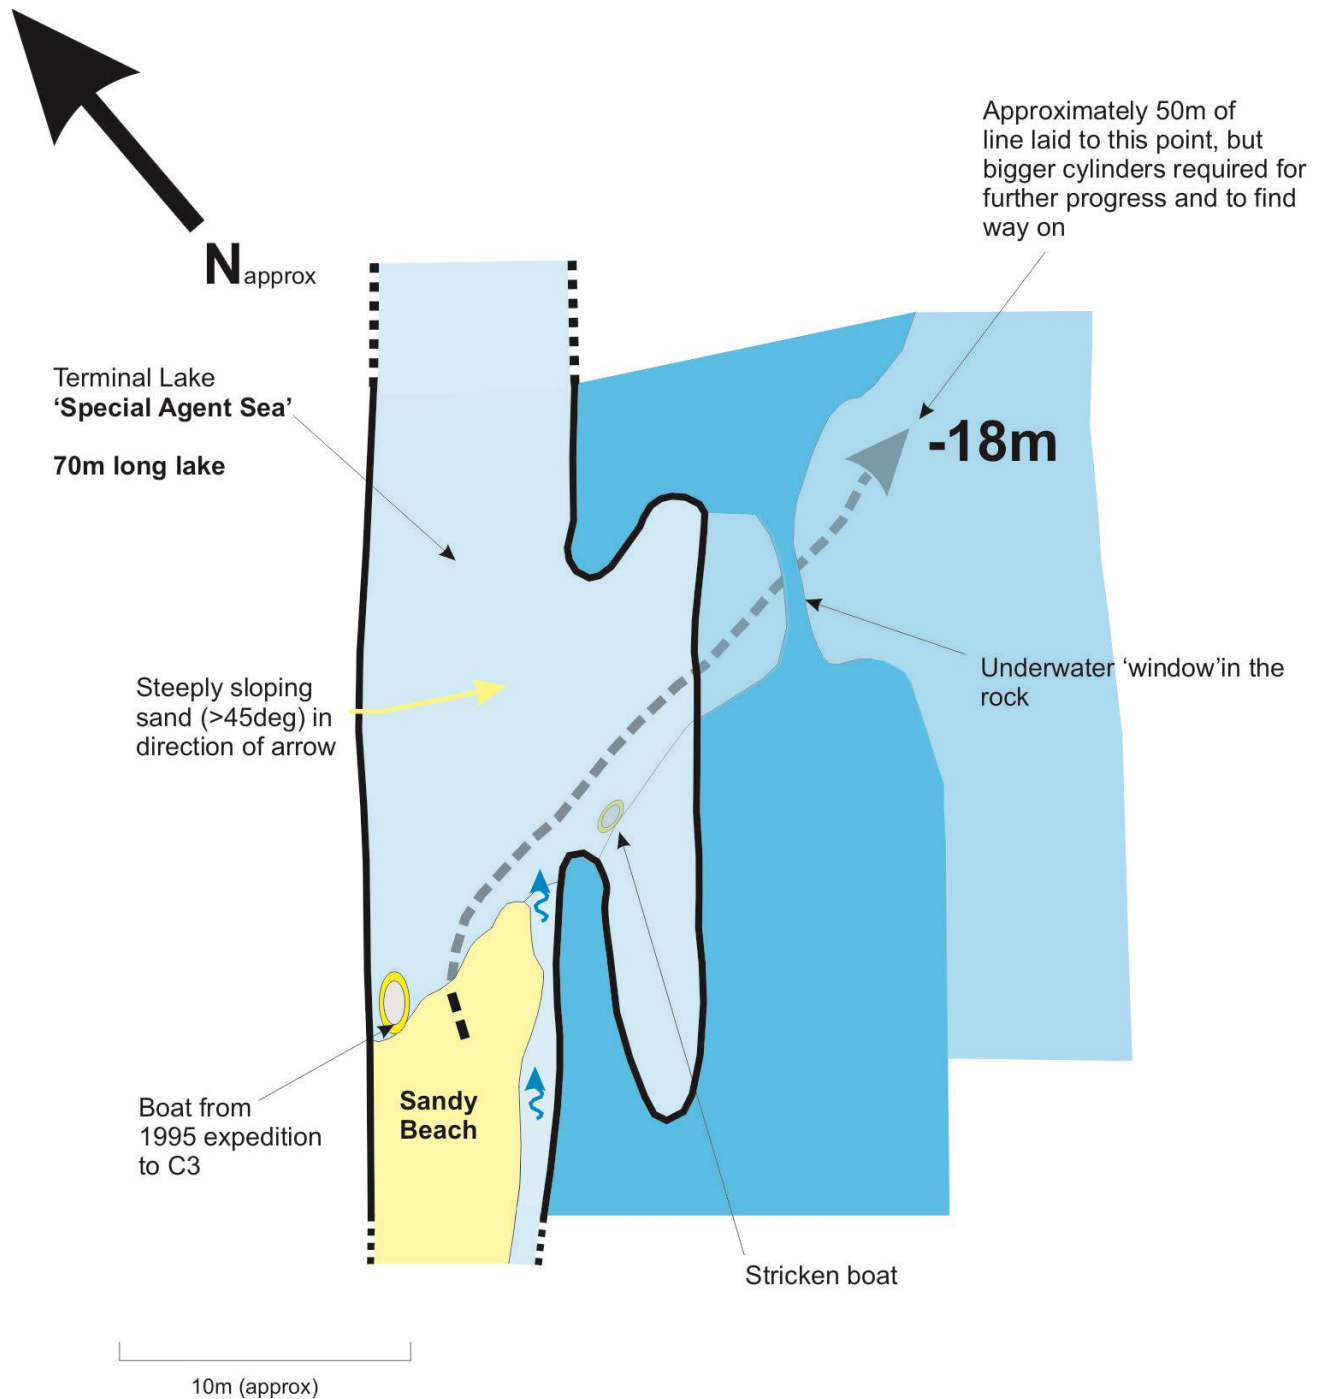 Napprox
Approximately 50m of
line laid to this point, but
bigger cylinders required for
further progress and to find
way on
Terminal Lake
‘Special Agent Sea’
70m long lake
-18m
Underwater ‘window’in the
rock
Steeply sloping
sand (>45deg) in
direction of arrow
Boat from
1995 expedition
to C3
Sandy
Beach
Stricken boat
10m (approx)